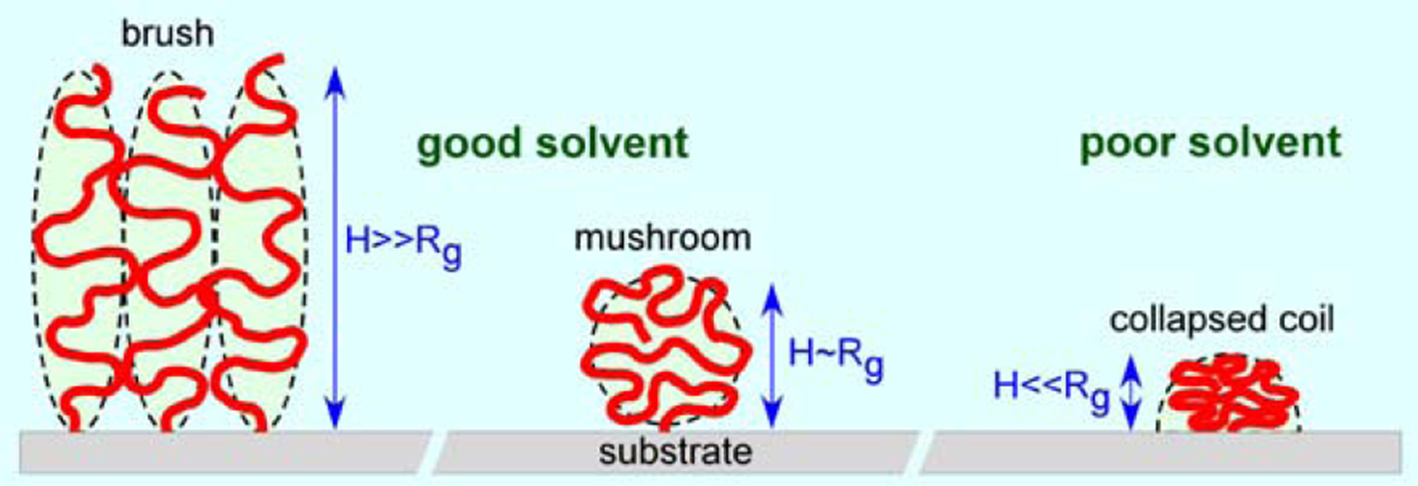 brush
good solvent
poor solvent
H>>Rg
mushroom
H~Rg
collapsed coil
H<<Rg
substrate